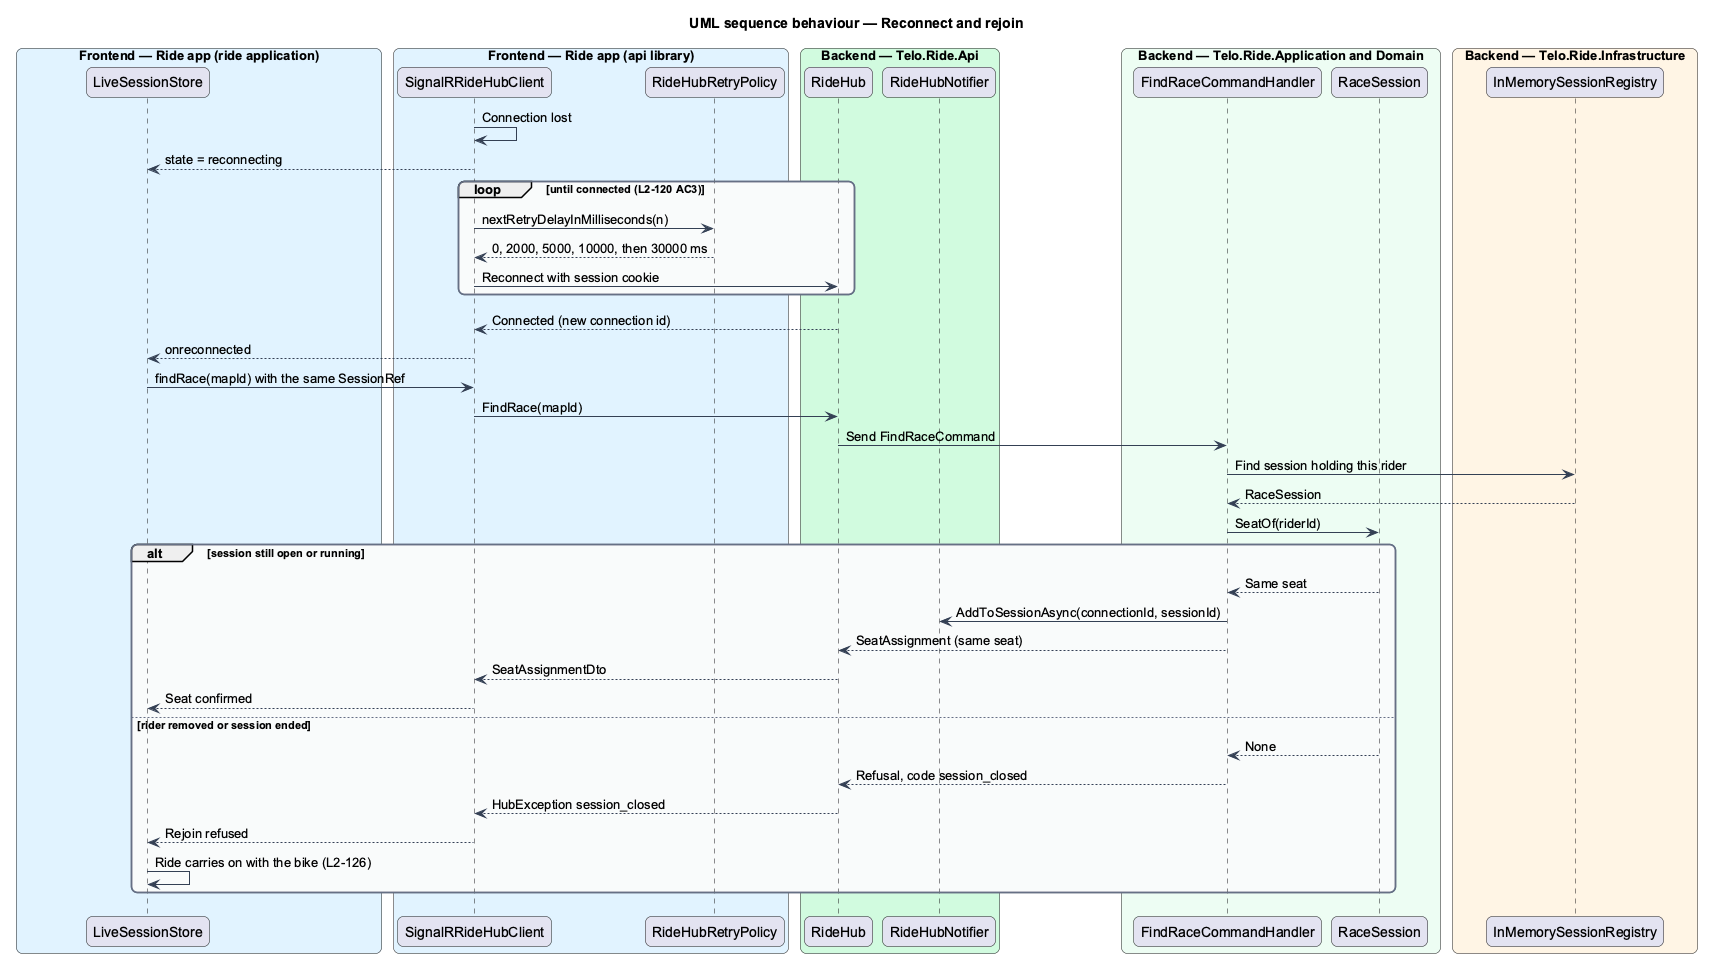 UML sequence behaviour — Reconnect and rejoin
Frontend — Ride app (ride application)
Frontend — Ride app (api library)
Backend — Telo.Ride.Api
Backend — Telo.Ride.Application and Domain
Backend — Telo.Ride.Infrastructure
LiveSessionStore
SignalRRideHubClient
RideHubRetryPolicy
RideHub
RideHubNotifier
FindRaceCommandHandler
RaceSession
InMemorySessionRegistry
Connection lost
state = reconnecting
loop
[until connected (L2-120 AC3)]
nextRetryDelayInMilliseconds(n)
0, 2000, 5000, 10000, then 30000 ms
Reconnect with session cookie
Connected (new connection id)
onreconnected
findRace(mapId) with the same SessionRef
FindRace(mapId)
Send FindRaceCommand
Find session holding this rider
RaceSession
SeatOf(riderId)
alt
[session still open or running]
Same seat
AddToSessionAsync(connectionId, sessionId)
SeatAssignment (same seat)
SeatAssignmentDto
Seat confirmed
[rider removed or session ended]
None
Refusal, code session_closed
HubException session_closed
Rejoin refused
Ride carries on with the bike (L2-126)
LiveSessionStore
SignalRRideHubClient
RideHubRetryPolicy
RideHub
RideHubNotifier
FindRaceCommandHandler
RaceSession
InMemorySessionRegistry